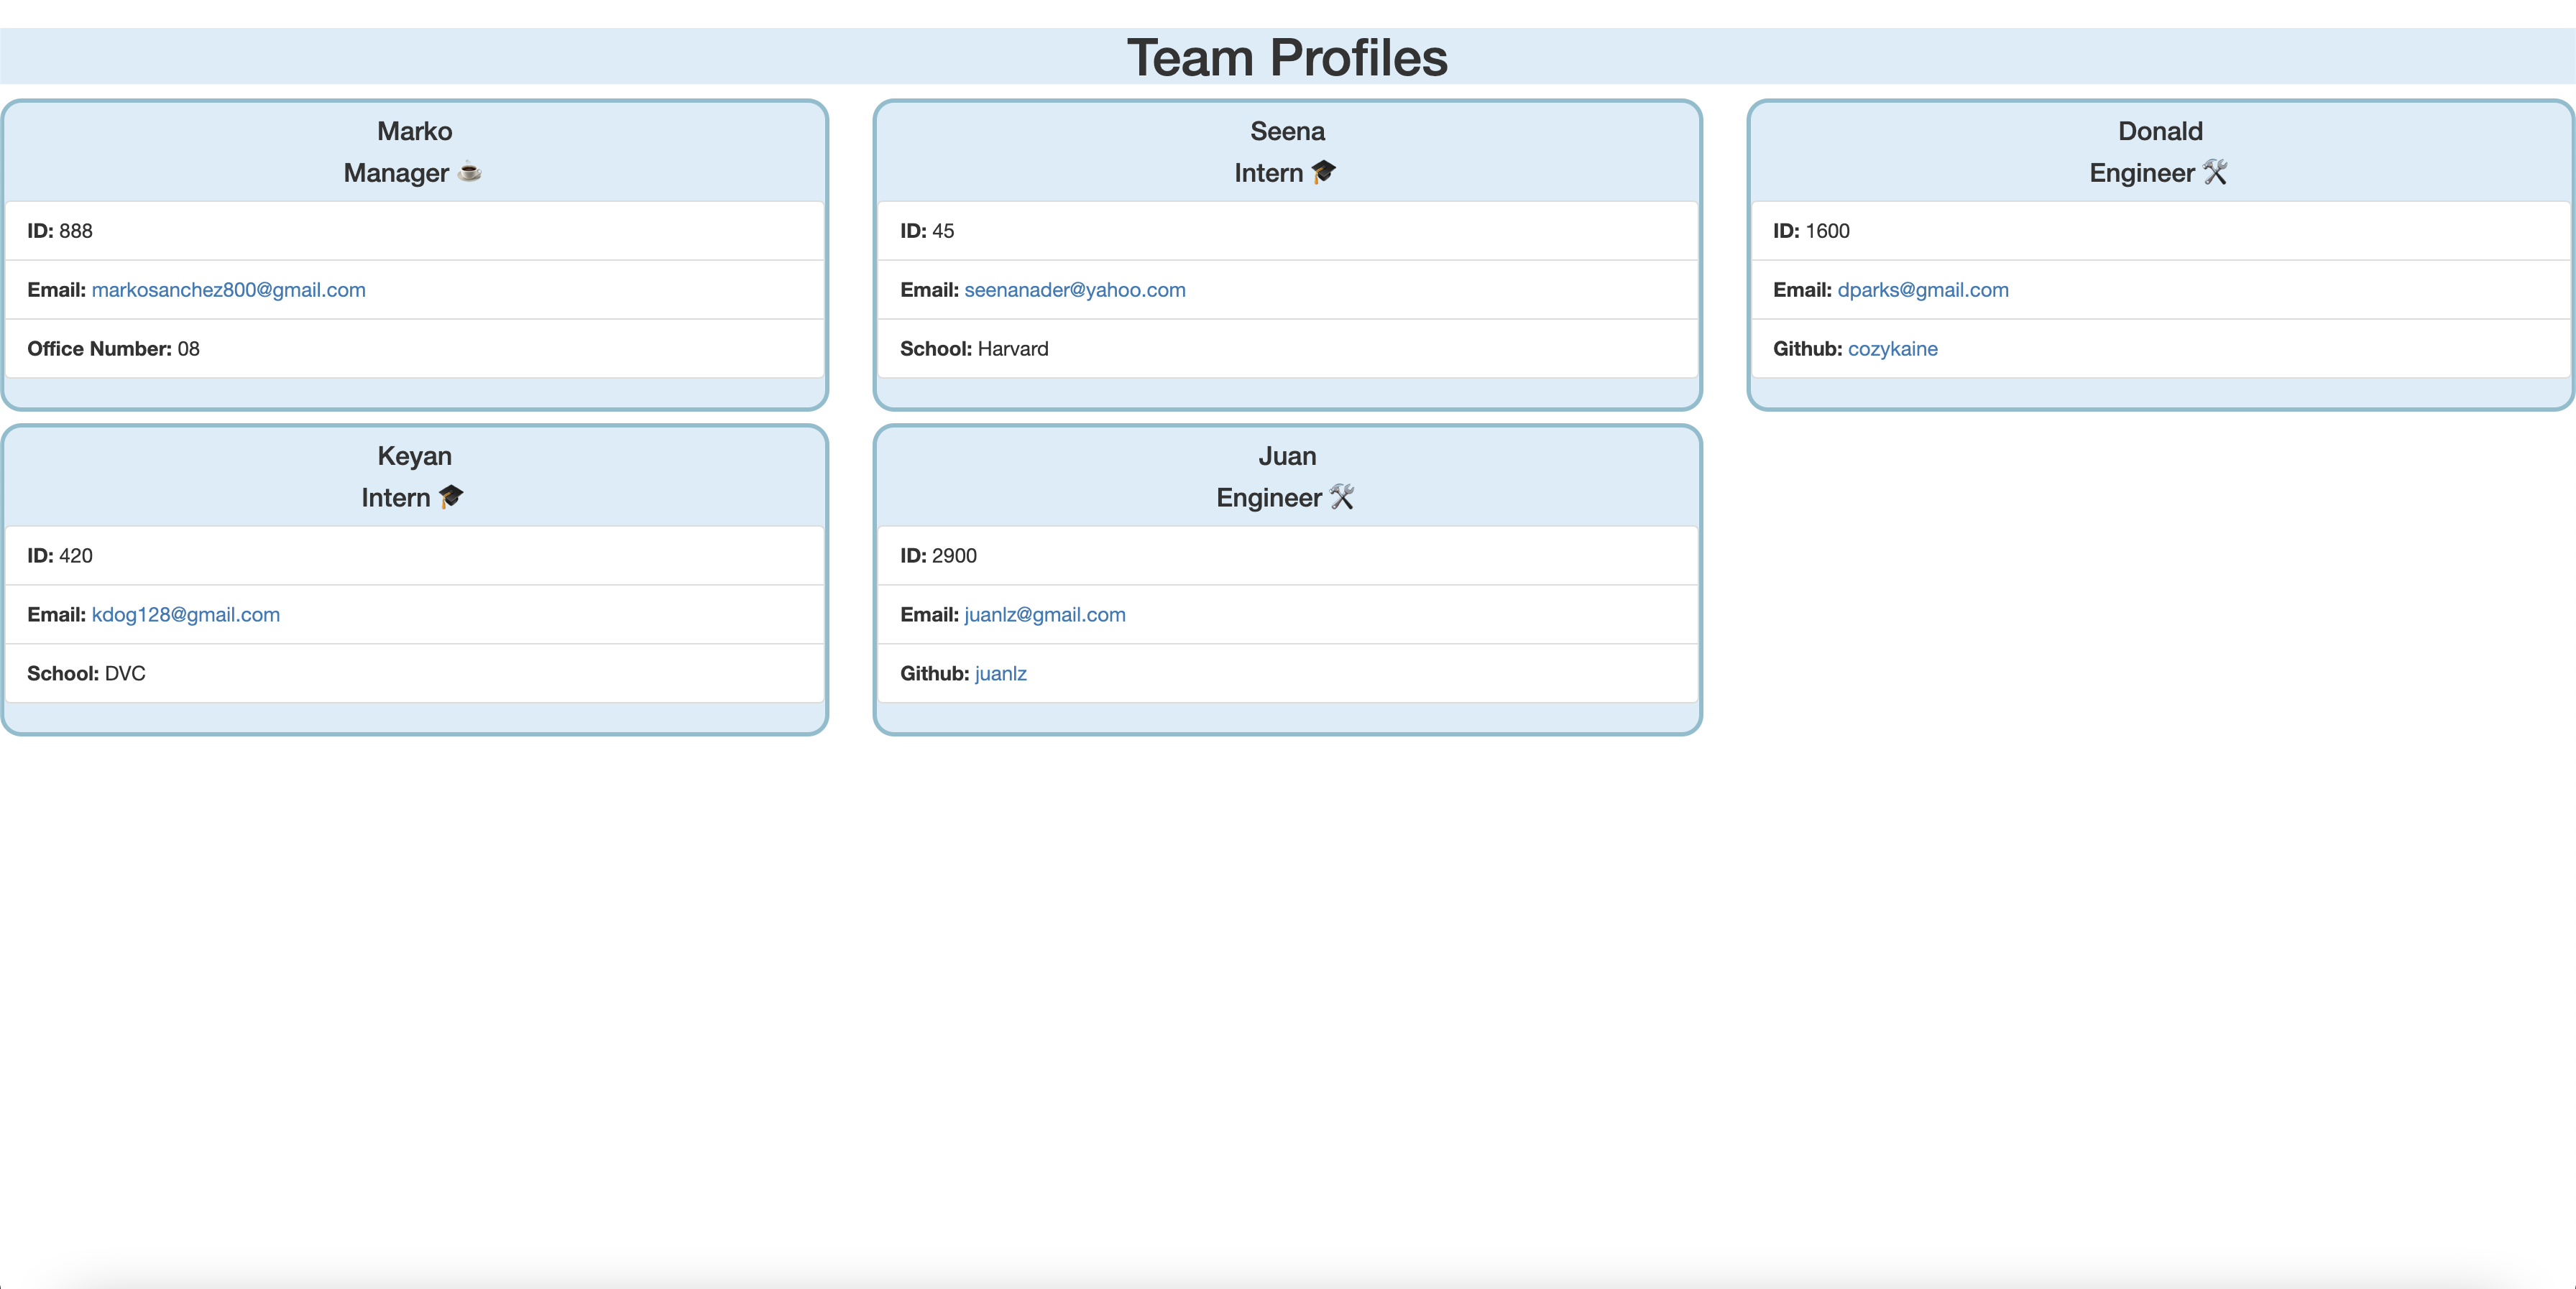 Team Profiles
Marko
Manager ☕
ID: 888
Email: markosanchez800@gmail.com
Office Number: 08
Seena
Intern 🎓
ID: 45
Email: seenanader@yahoo.com
School: Harvard
Donald
Engineer 🛠
ID: 1600
Email: dparks@gmail.com
Github: cozykaine
Keyan
Intern 🎓
ID: 420
Email: kdog128@gmail.com
School: DVC
Juan
Engineer 🛠
ID: 2900
Email: juanlz@gmail.com
Github: juanlz